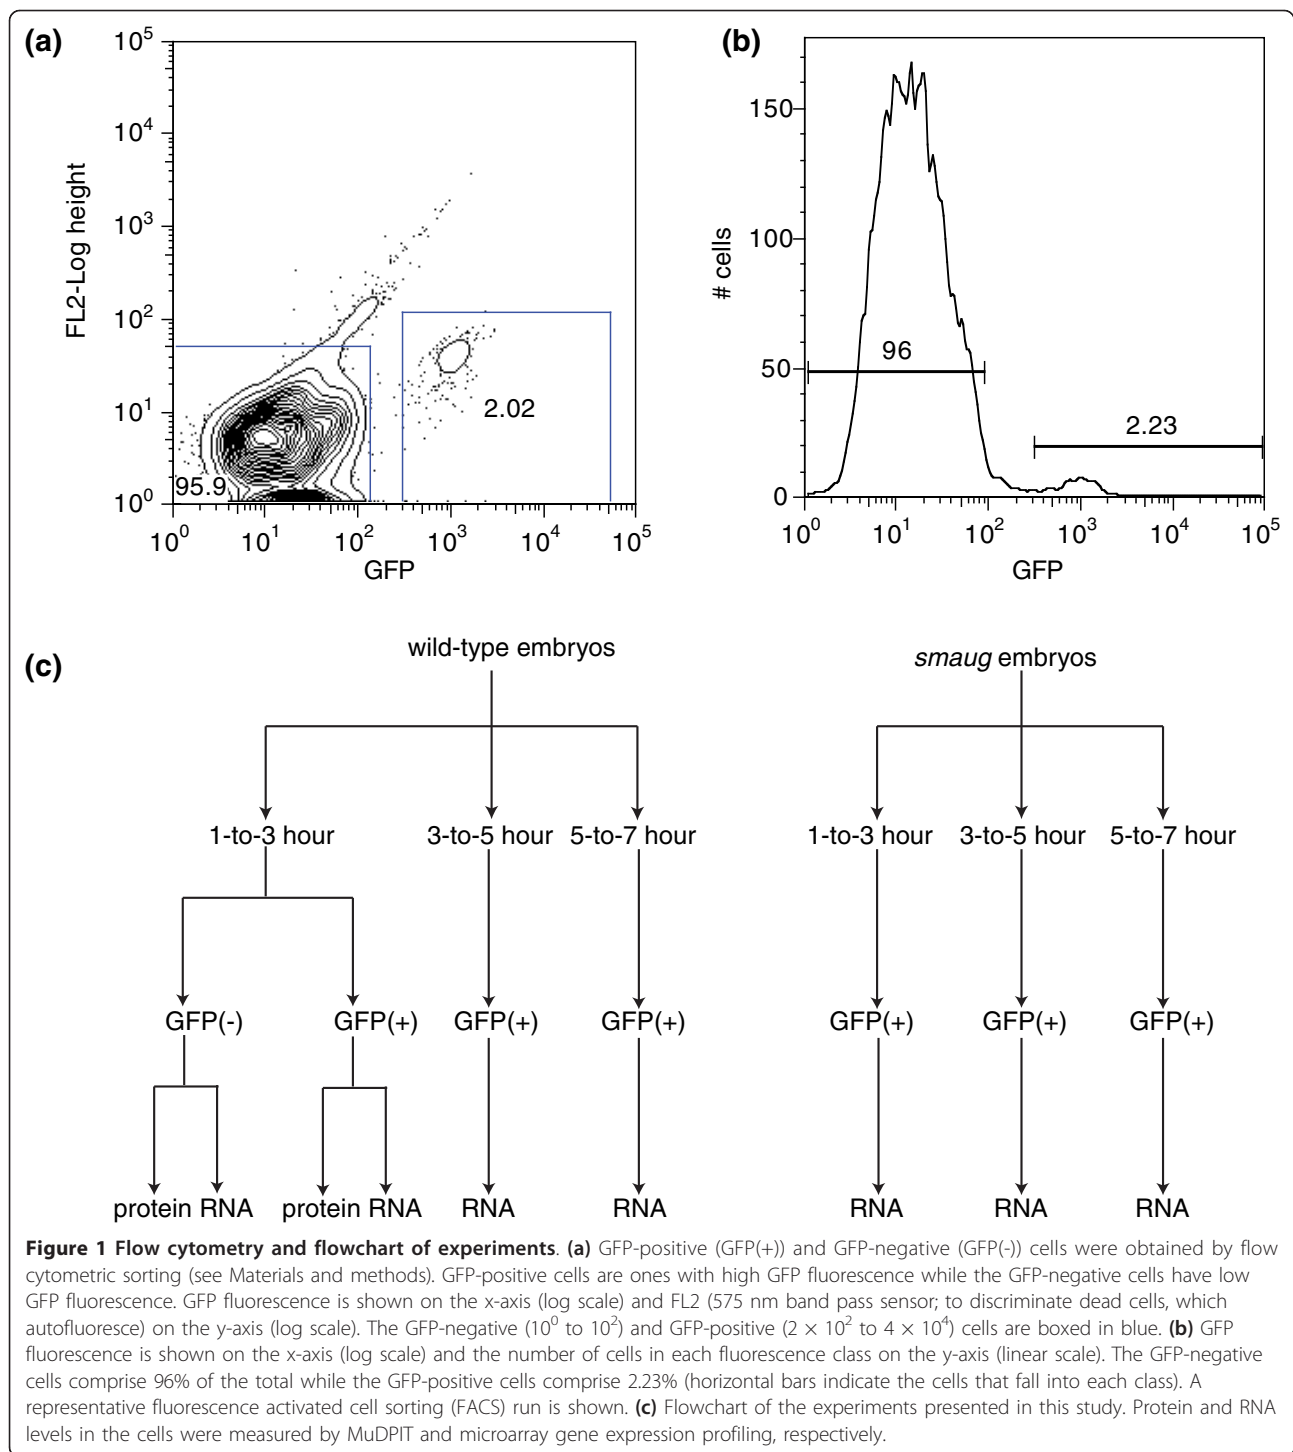 (a)
10^5
10^4
10^3
10^2
10^1
10^0
FL2-Log height
95.9
2.02
10^0 10^1 10^2 10^3 10^4 10^5
GFP
(b)
150
100
50
0
# cells
96
2.23
10^0 10^1 10^2 10^3 10^4 10^5
GFP
(c)
wild-type embryos
smaug embryos
1-to-3 hour 3-to-5 hour 5-to-7 hour 1-to-3 hour 3-to-5 hour 5-to-7 hour
GFP(-) GFP(+) GFP(+) GFP(+) GFP(+) GFP(+) GFP(+)
protein RNA protein RNA RNA RNA RNA RNA RNA
Figure 1 Flow cytometry and flowchart of experiments. (a) GFP-positive (GFP(+)) and GFP-negative (GFP(-)) cells were obtained by flow
cytometric sorting (see Materials and methods). GFP-positive cells are ones with high GFP fluorescence while the GFP-negative cells have low
GFP fluorescence. GFP fluorescence is shown on the x-axis (log scale) and FL2 (575 nm band pass sensor; to discriminate dead cells, which
autofluoresce) on the y-axis (log scale). The GFP-negative (10^0 to 10^2) and GFP-positive (2 × 10^2 to 4 × 10^4) cells are boxed in blue. (b) GFP
fluorescence is shown on the x-axis (log scale) and the number of cells in each fluorescence class on the y-axis (linear scale). The GFP-negative
cells comprise 96% of the total while the GFP-positive cells comprise 2.23% (horizontal bars indicate the cells that fall into each class). A
representative fluorescence activated cell sorting (FACS) run is shown. (c) Flowchart of the experiments presented in this study. Protein and RNA
levels in the cells were measured by MuDPIT and microarray gene expression profiling, respectively.